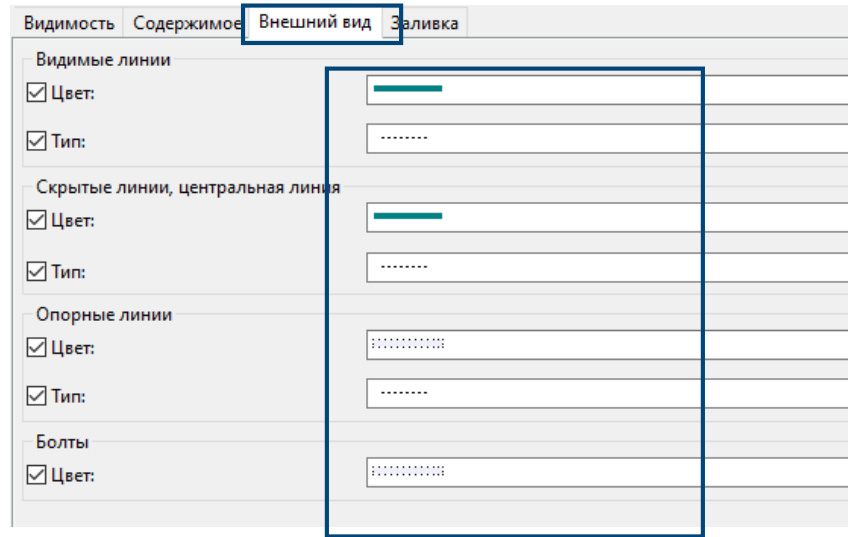 Видимость Содержимое Внешний вид Заливка
Видимые линии
Цвет:
Тип:
Скрытые линии, центральная линия
Цвет:
Тип:
Опорные линии
Цвет:
Тип:
Болты
Цвет: